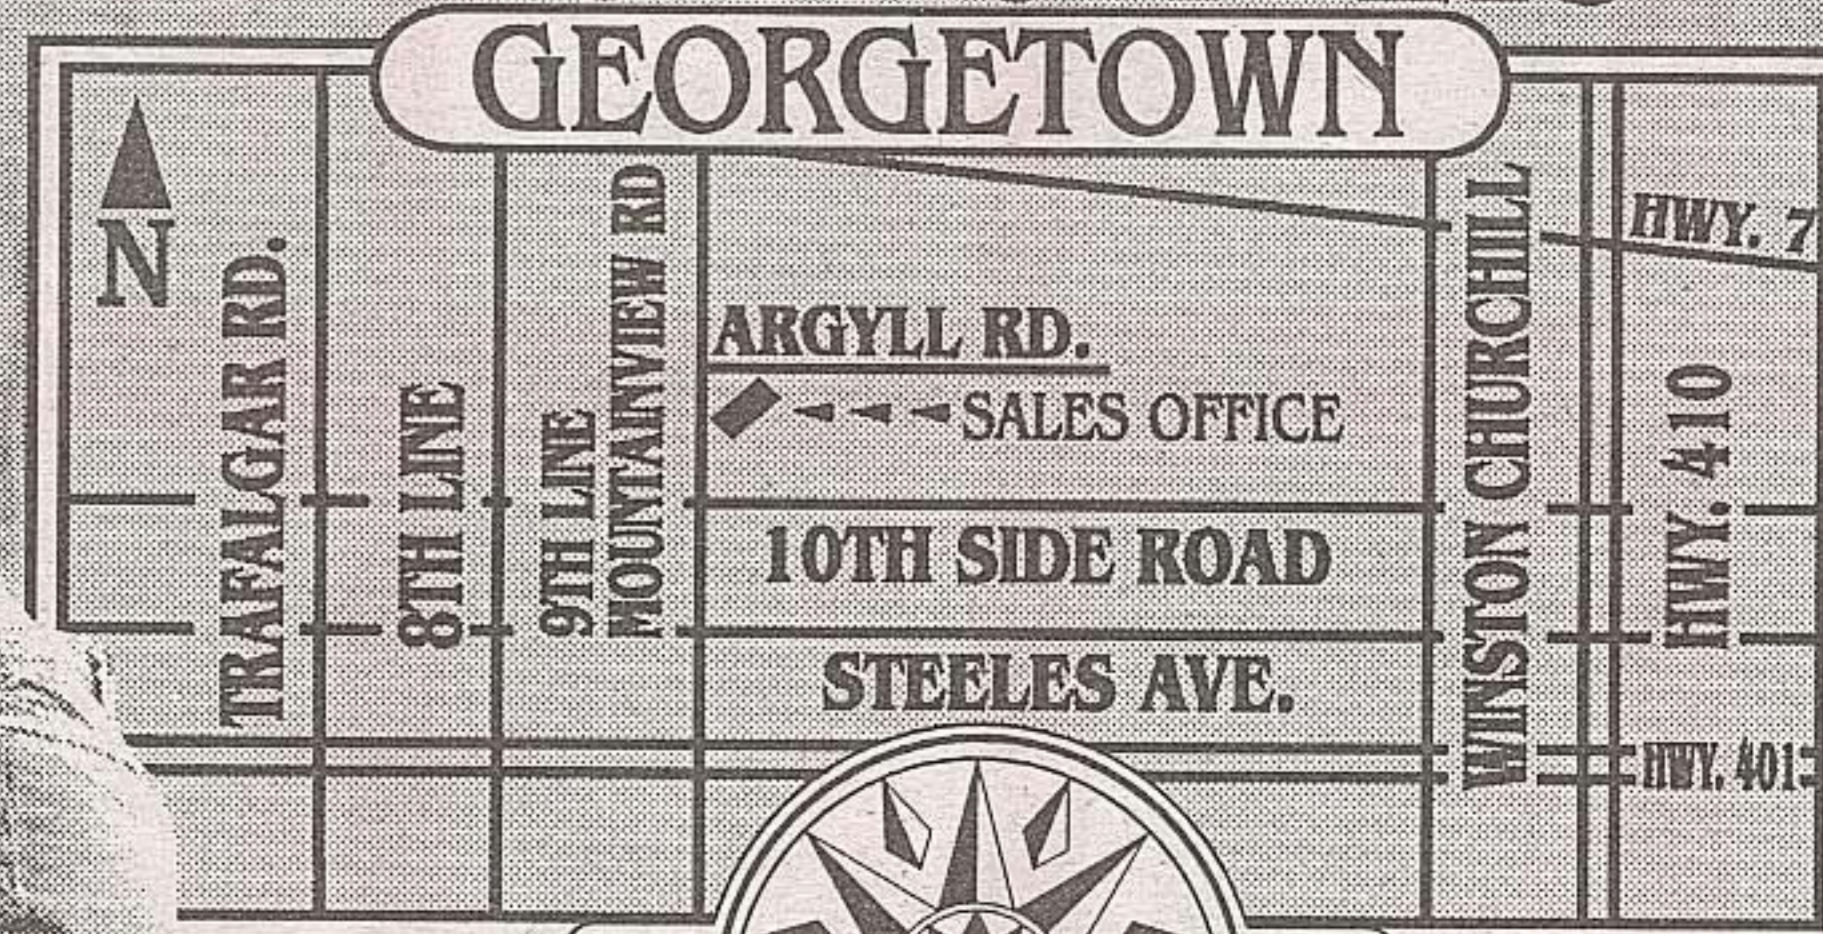 GEORGETOWN
N
TRAFALGAR RD.
8TH LINE
9TH LINE
MOUNTAINVIEW RD
ARGYLL RD.
SALES OFFICE
10TH SIDE ROAD
STEELES AVE.
WINSTON CHURCHILL
HWY. 7
HWY. 410
HWY. 401